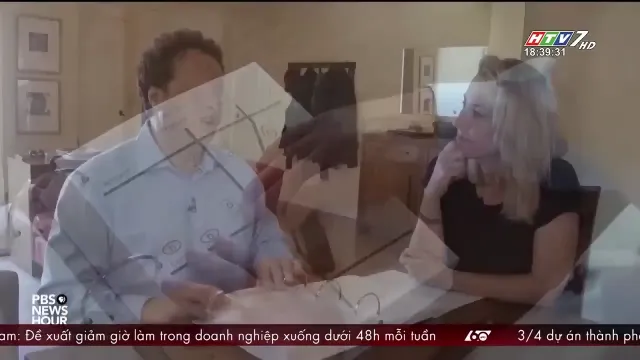 HTV7 HD
18:39:31
PBS
NEWS
HOUR
am: Đề xuất giảm giờ làm trong doanh nghiệp xuống dưới 48h mỗi tuần 60 3/4 dự án thành ph